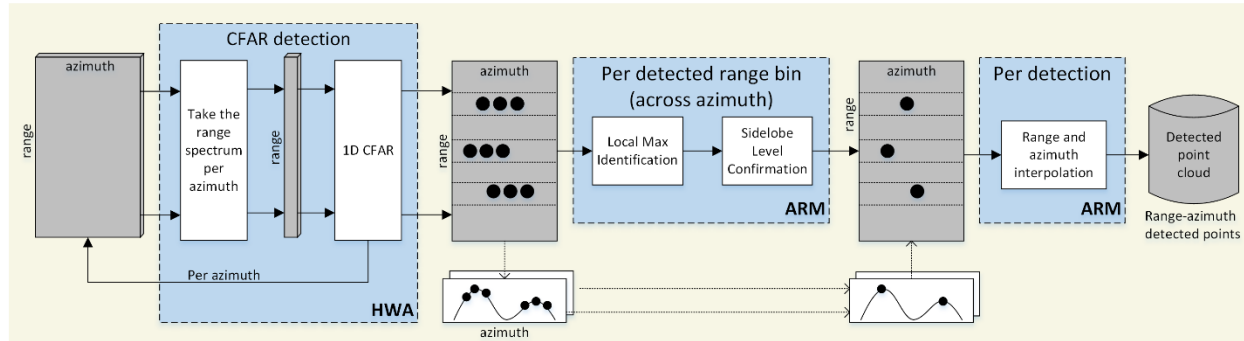 CFAR detection
azimuth
range
Take the
range
spectrum
per
azimuth
range
1D CFAR
Per azimuth
HWA
azimuth
range
azimuth
Per detected range bin
(across azimuth)
Local Max
Identification
Sidelobe
Level
Confirmation
ARM
azimuth
range
Per detection
Range and
azimuth
interpolation
ARM
Detected
point
cloud
Range-azimuth
detected points